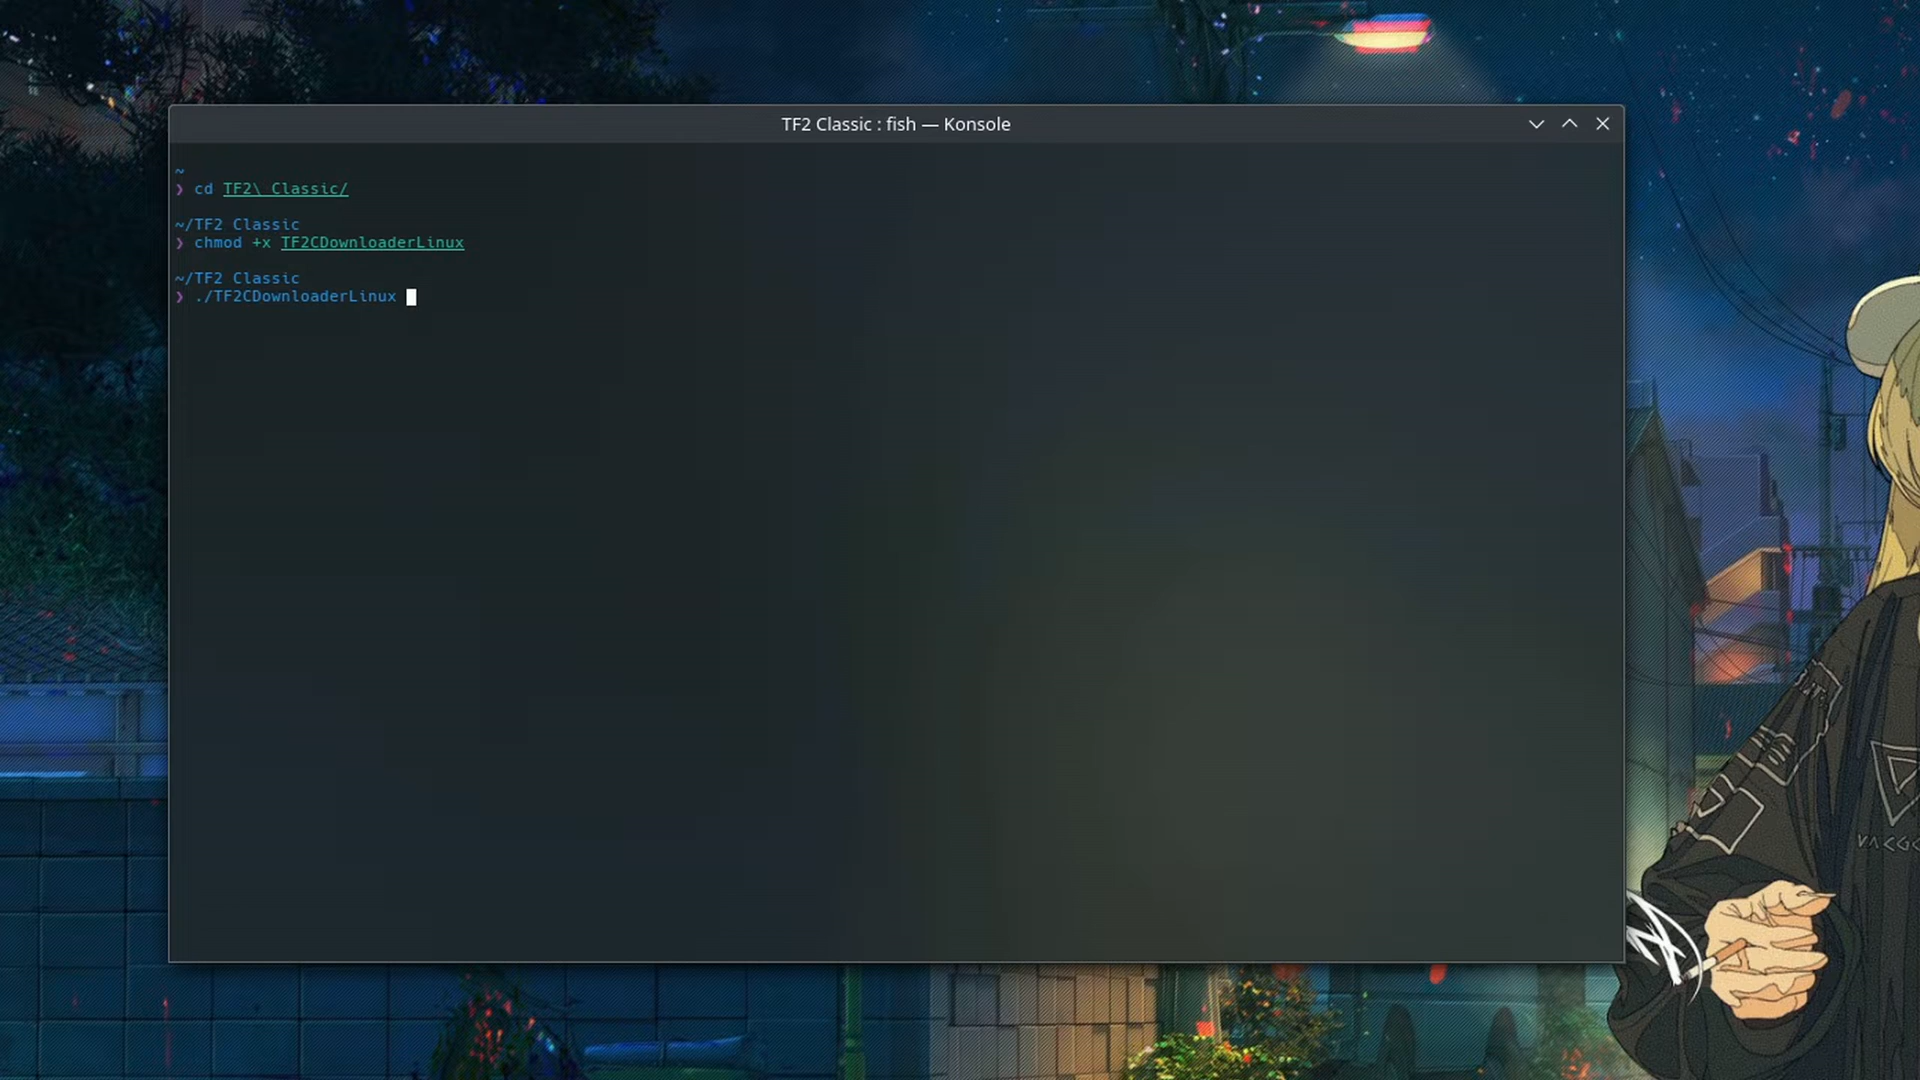 TF2 Classic : fish — Konsole
~
❯ cd TF2\ Classic/
~/TF2 Classic
❯ chmod +x TF2CDownloaderLinux
~/TF2 Classic
❯ ./TF2CDownloaderLinux